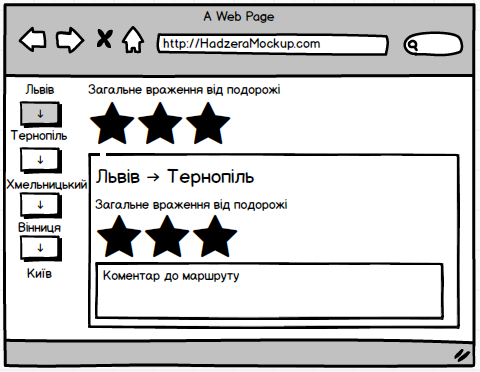 A Web Page
http://HadzeraMockup.com
Львів
↓
Тернопіль
↓
Хмельницький
↓
Вінниця
↓
Київ
Загальне враження від подорожі
Львів → Тернопіль
Загальне враження від подорожі
Коментар до маршруту